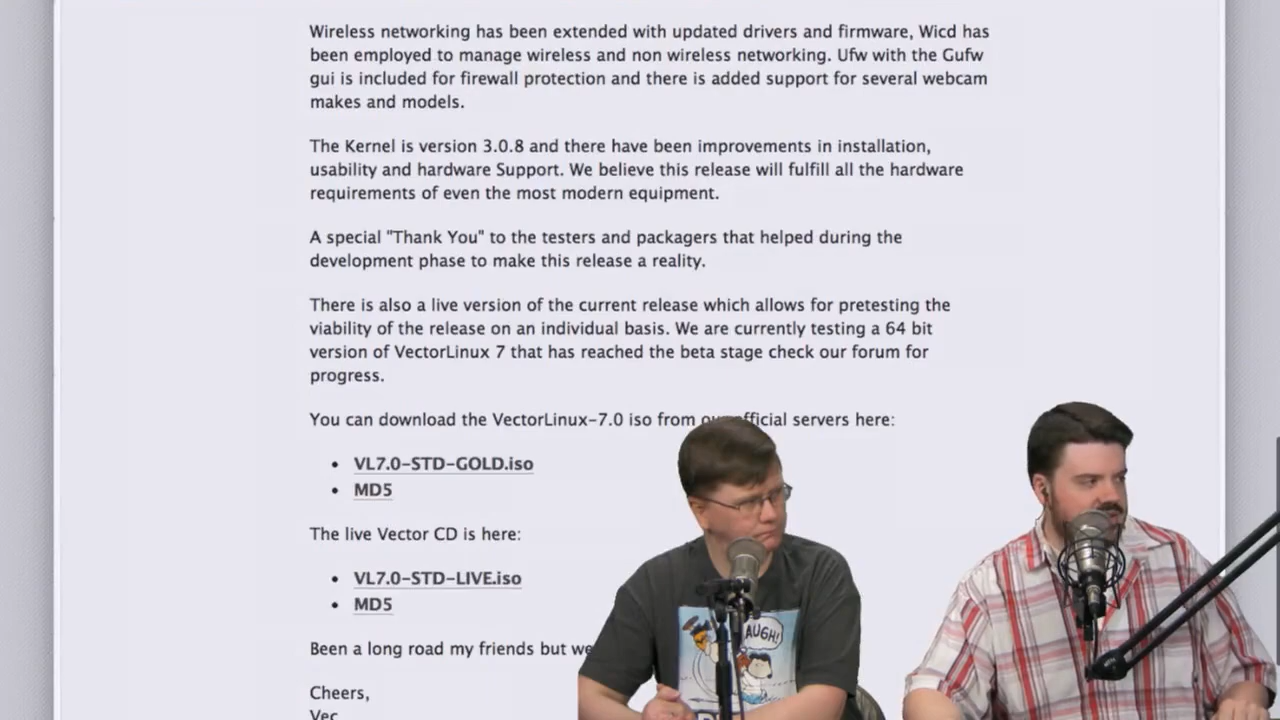 Wireless networking has been extended with updated drivers and firmware, Wicd has
been employed to manage wireless and non wireless networking. Ufw with the Gufw
gui is included for firewall protection and there is added support for several webcam
makes and models.
The Kernel is version 3.0.8 and there have been improvements in installation,
usability and hardware Support. We believe this release will fulfill all the hardware
requirements of even the most modern equipment.
A special "Thank You" to the testers and packagers that helped during the
development phase to make this release a reality.
There is also a live version of the current release which allows for pretesting the
viability of the release on an individual basis. We are currently testing a 64 bit
version of VectorLinux 7 that has reached the beta stage check our forum for
progress.
You can download the VectorLinux-7.0 iso from our official servers here:
• VL7.0-STD-GOLD.iso
• MD5
The live Vector CD is here:
• VL7.0-STD-LIVE.iso
• MD5
Been a long road my friends but we
Cheers,
Vec
AUGH!